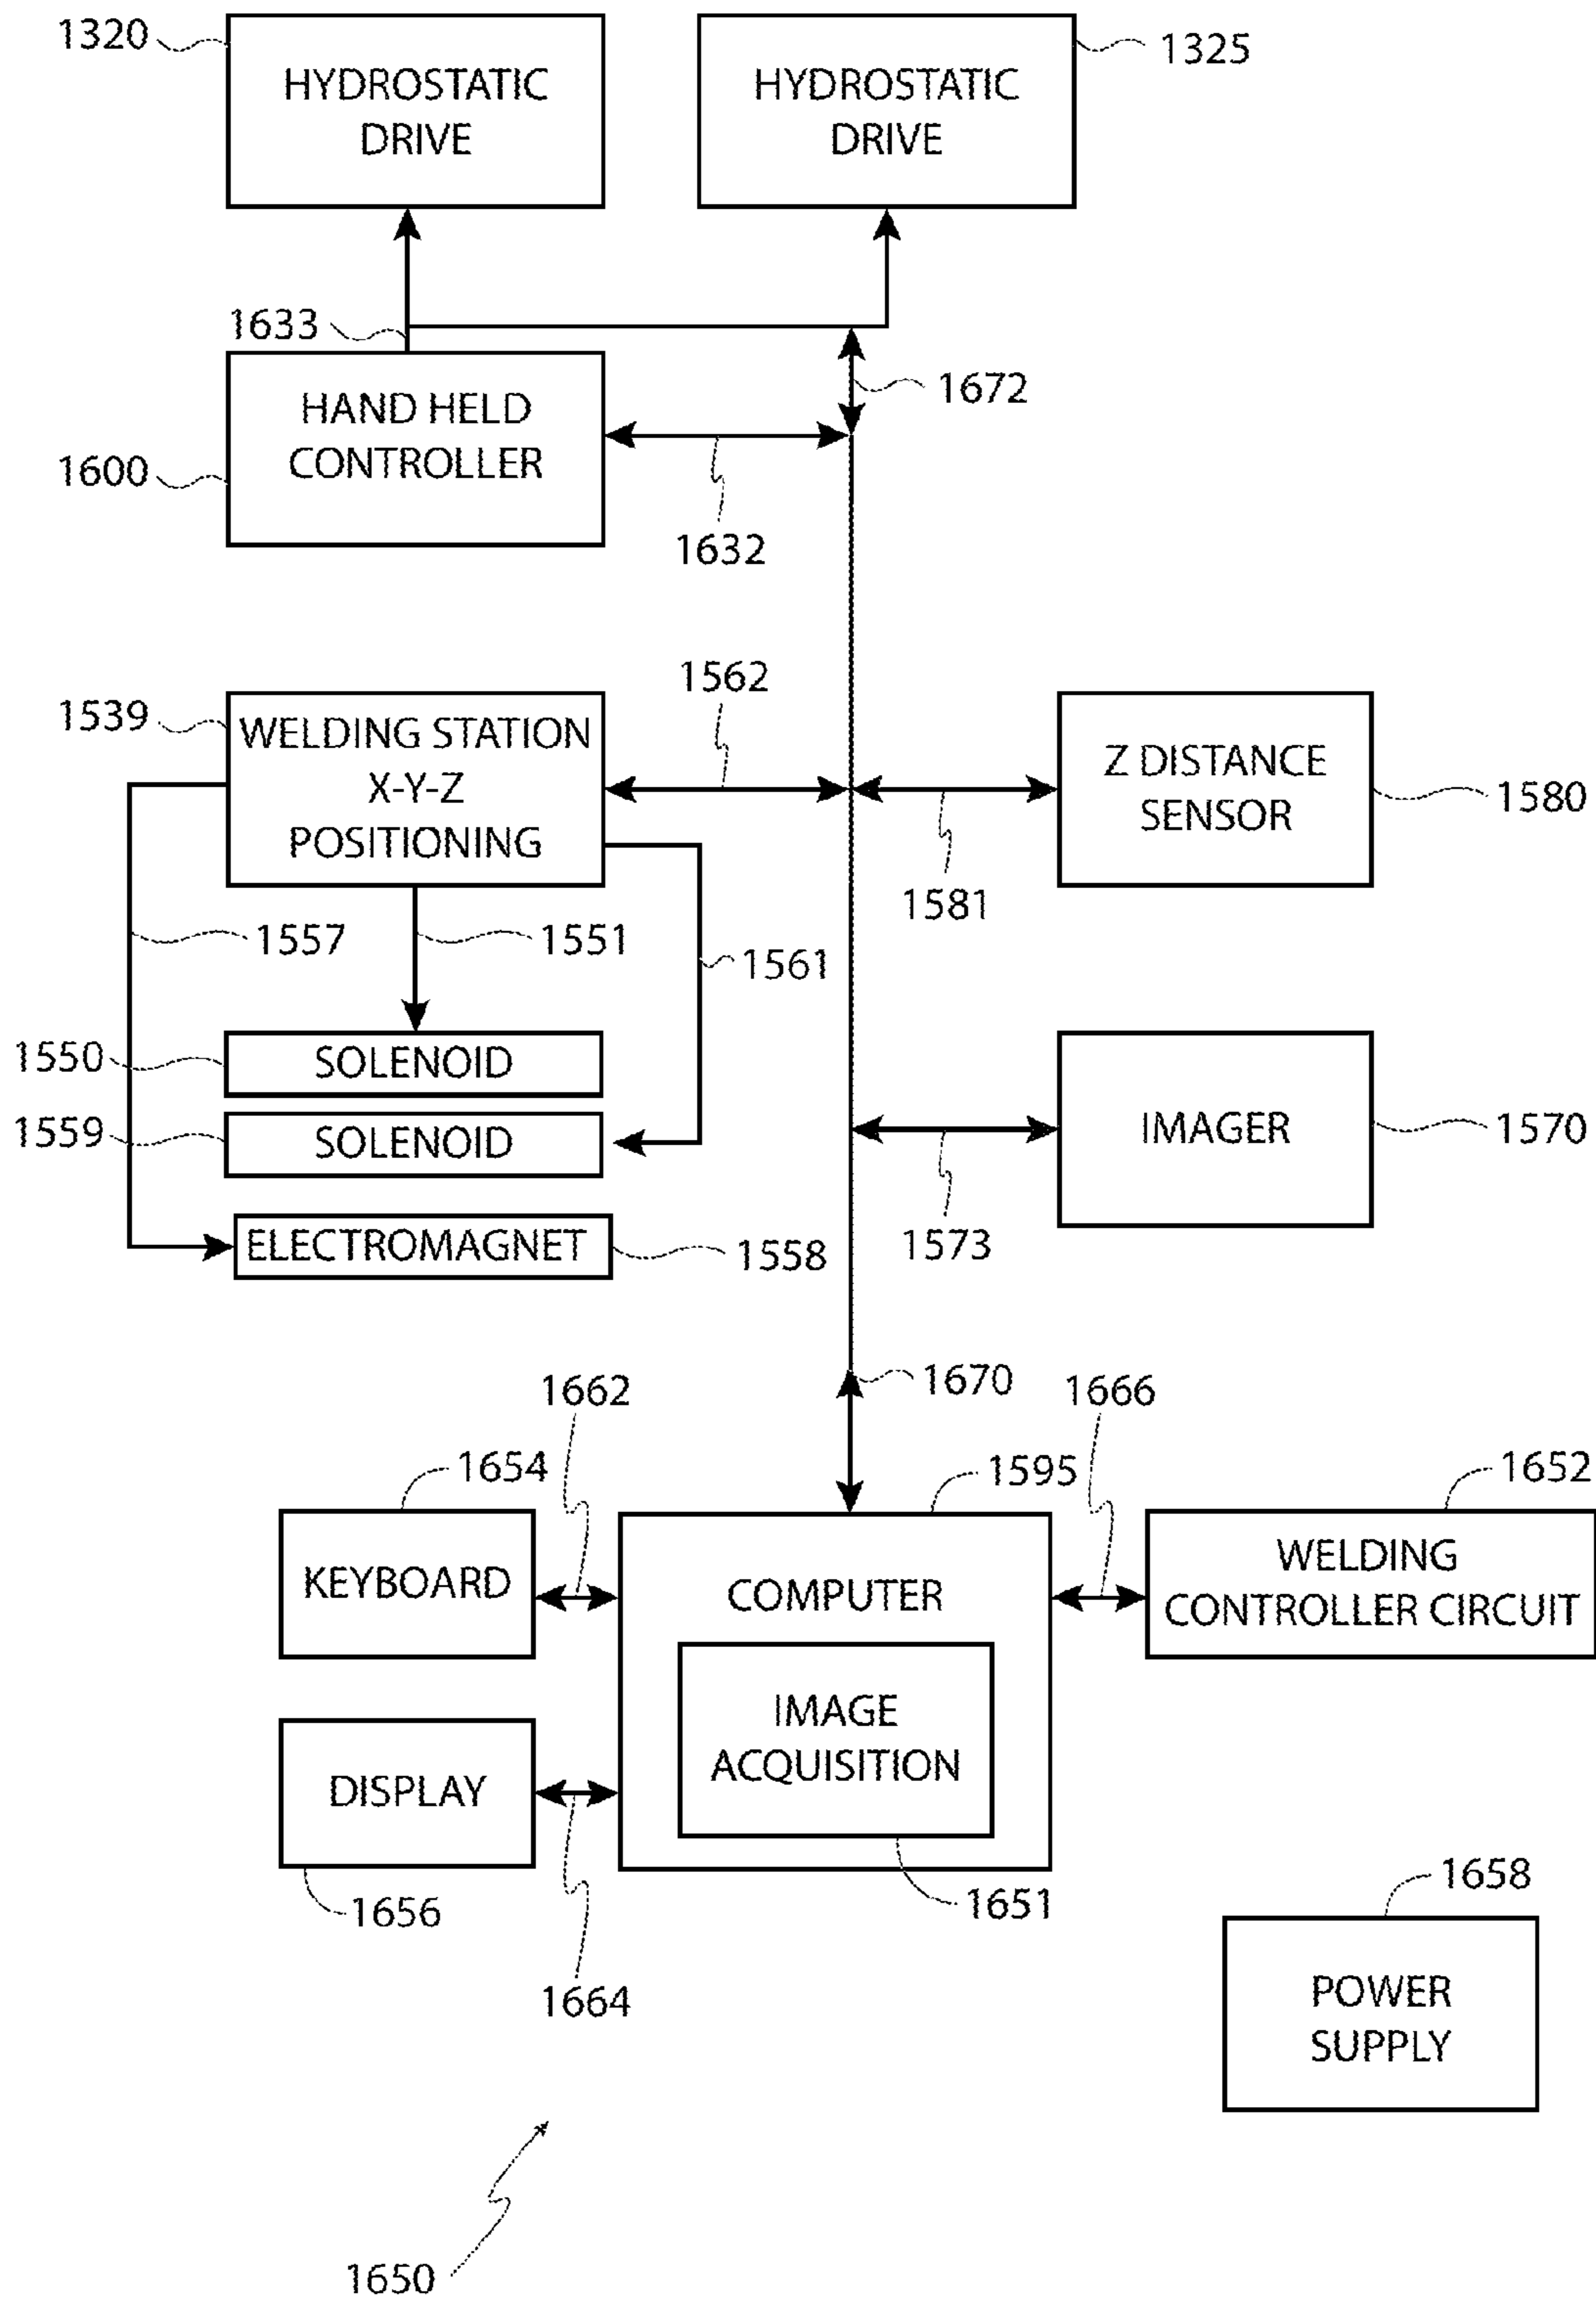 1320
HYDROSTATIC
DRIVE
HYDROSTATIC
DRIVE
1325
1633
HAND HELD
CONTROLLER
1600
1672
1632
1562
1539
WELDING STATION
X-Y-Z
POSITIONING
Z DISTANCE
SENSOR
1580
1581
1557
1551
1561
1550
SOLENOID
1559
SOLENOID
IMAGER
1570
1573
ELECTROMAGNET
1558
1670
1662
1666
1654
1595
1652
KEYBOARD
COMPUTER
WELDING
CONTROLLER CIRCUIT
IMAGE
ACQUISITION
DISPLAY
1656
1651
1664
1658
POWER
SUPPLY
1650